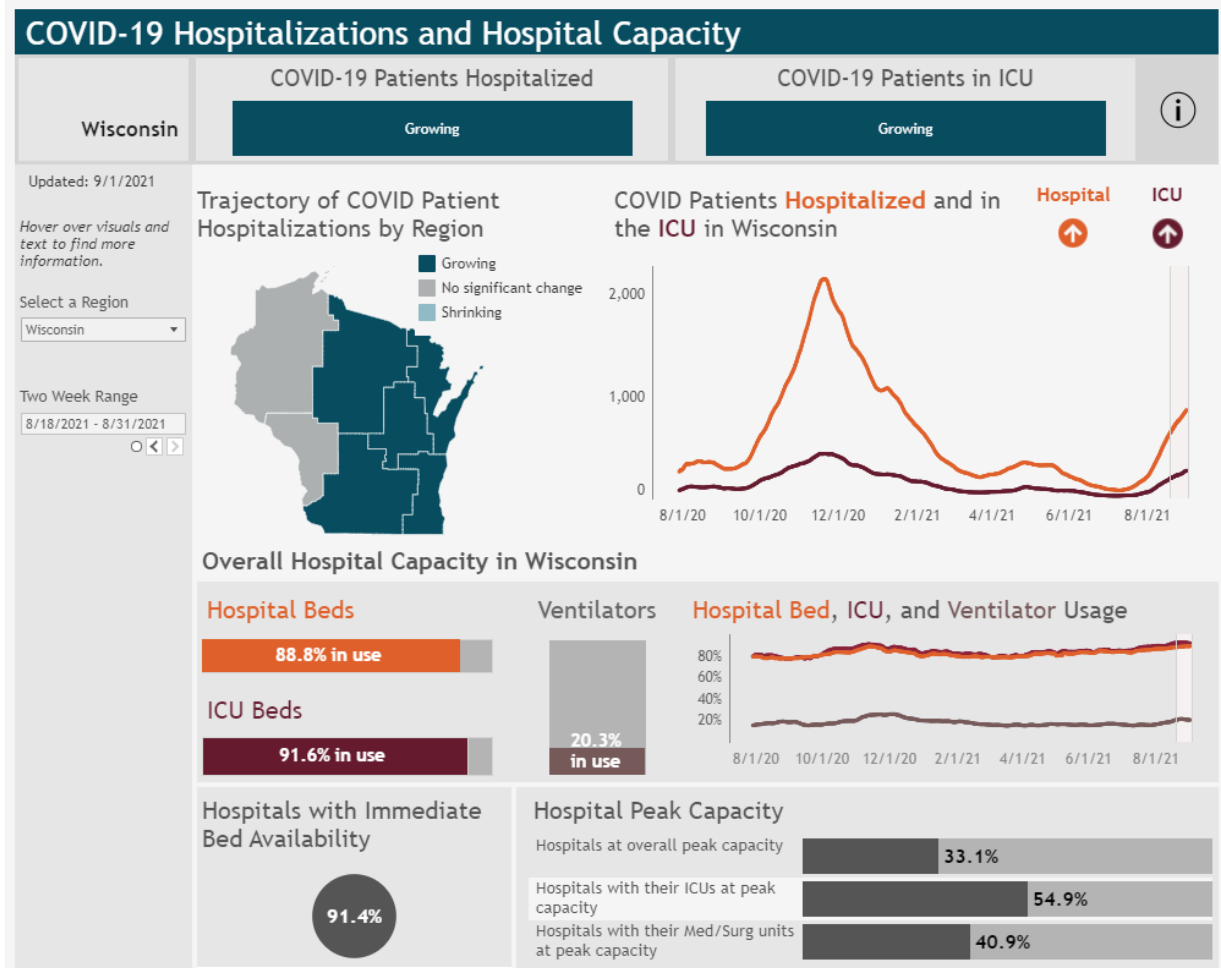 COVID-19 Hospitalizations and Hospital Capacity
Wisconsin
COVID-19 Patients Hospitalized
Growing
COVID-19 Patients in ICU
Growing
i
Updated: 9/1/2021
Hover over visuals and
text to find more
information.
Select a Region
Wisconsin
Two Week Range
8/18/2021 - 8/31/2021
Trajectory of COVID Patient
Hospitalizations by Region
Growing
No significant change
Shrinking
COVID Patients Hospitalized and in
the ICU in Wisconsin
Hospital
ICU
2,000
1,000
0
8/1/20 10/1/20 12/1/20 2/1/21 4/1/21 6/1/21 8/1/21
Overall Hospital Capacity in Wisconsin
Hospital Beds
88.8% in use
ICU Beds
91.6% in use
Ventilators
20.3%
in use
Hospital Bed, ICU, and Ventilator Usage
80%
60%
40%
20%
8/1/20 10/1/20 12/1/20 2/1/21 4/1/21 6/1/21 8/1/21
Hospitals with Immediate
Bed Availability
91.4%
Hospital Peak Capacity
Hospitals at overall peak capacity
33.1%
Hospitals with their ICUs at peak
capacity
54.9%
Hospitals with their Med/Surg units
at peak capacity
40.9%